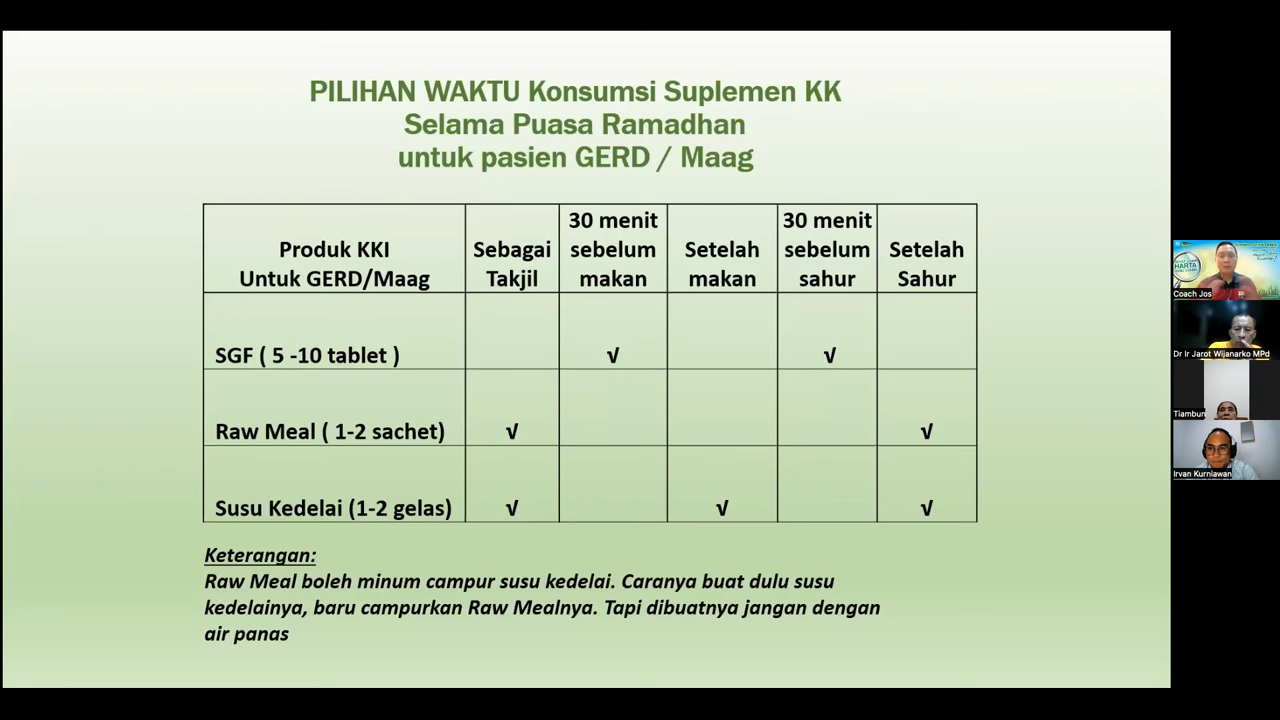 PILIHAN WAKTU Konsumsi Suplemen KK
Selama Puasa Ramadhan
untuk pasien GERD / Maag
Produk KKI
Untuk GERD/Maag
Sebagai
Takjil
30 menit
sebelum
makan
Setelah
makan
30 menit
sebelum
sahur
Setelah
Sahur
SGF ( 5 -10 tablet ) √ √
Raw Meal ( 1-2 sachet) √ √
Susu Kedelai (1-2 gelas) √ √ √
Keterangan:
Raw Meal boleh minum campur susu kedelai. Caranya buat dulu susu
kedelainya, baru campurkan Raw Mealnya. Tapi dibuatnya jangan dengan
air panas
HARTA
Coach Jos
Dr Ir Jarot Wijanarko MPd
Tiambun
Irvan Kurniawan